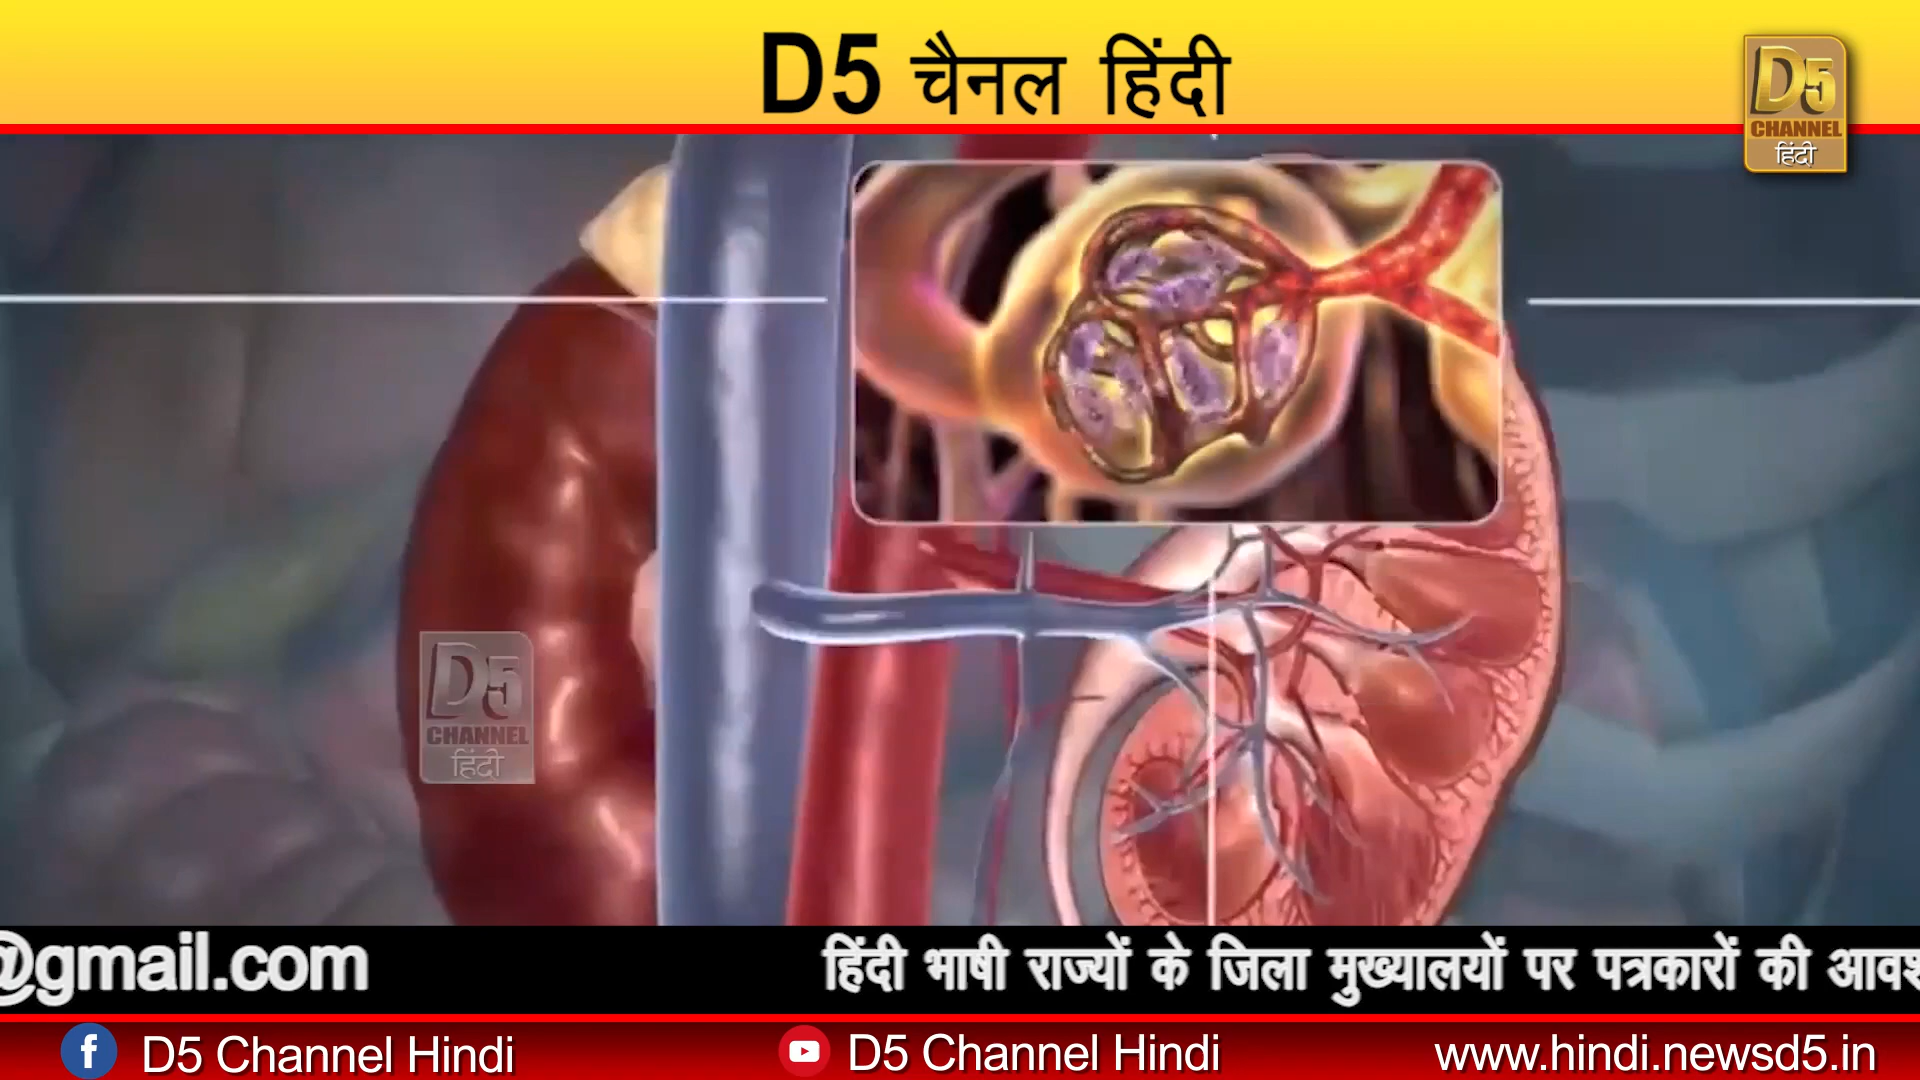 D5 चैनल हिंदी
D5
CHANNEL
हिंदी
D5
CHANNEL
हिंदी
@gmail.com हिंदी भाषी राज्यों के जिला मुख्यालयों पर पत्रकारों की
D5 Channel Hindi
D5 Channel Hindi
www.hindi.newsd5.in